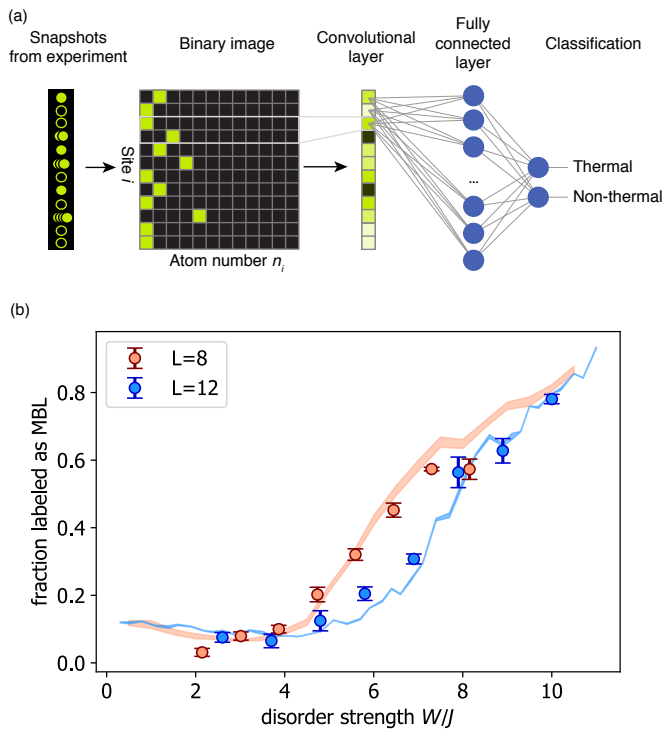 (a)
Snapshots
from experiment
Binary image
Convolutional
layer
Fully
connected
layer
Classification
Site i
...
Thermal
Non-thermal
Atom number nᵢ
(b)
L=8
L=12
fraction labeled as MBL
0.8
0.6
0.4
0.2
0.0
0
2
4
6
8
10
disorder strength W/J